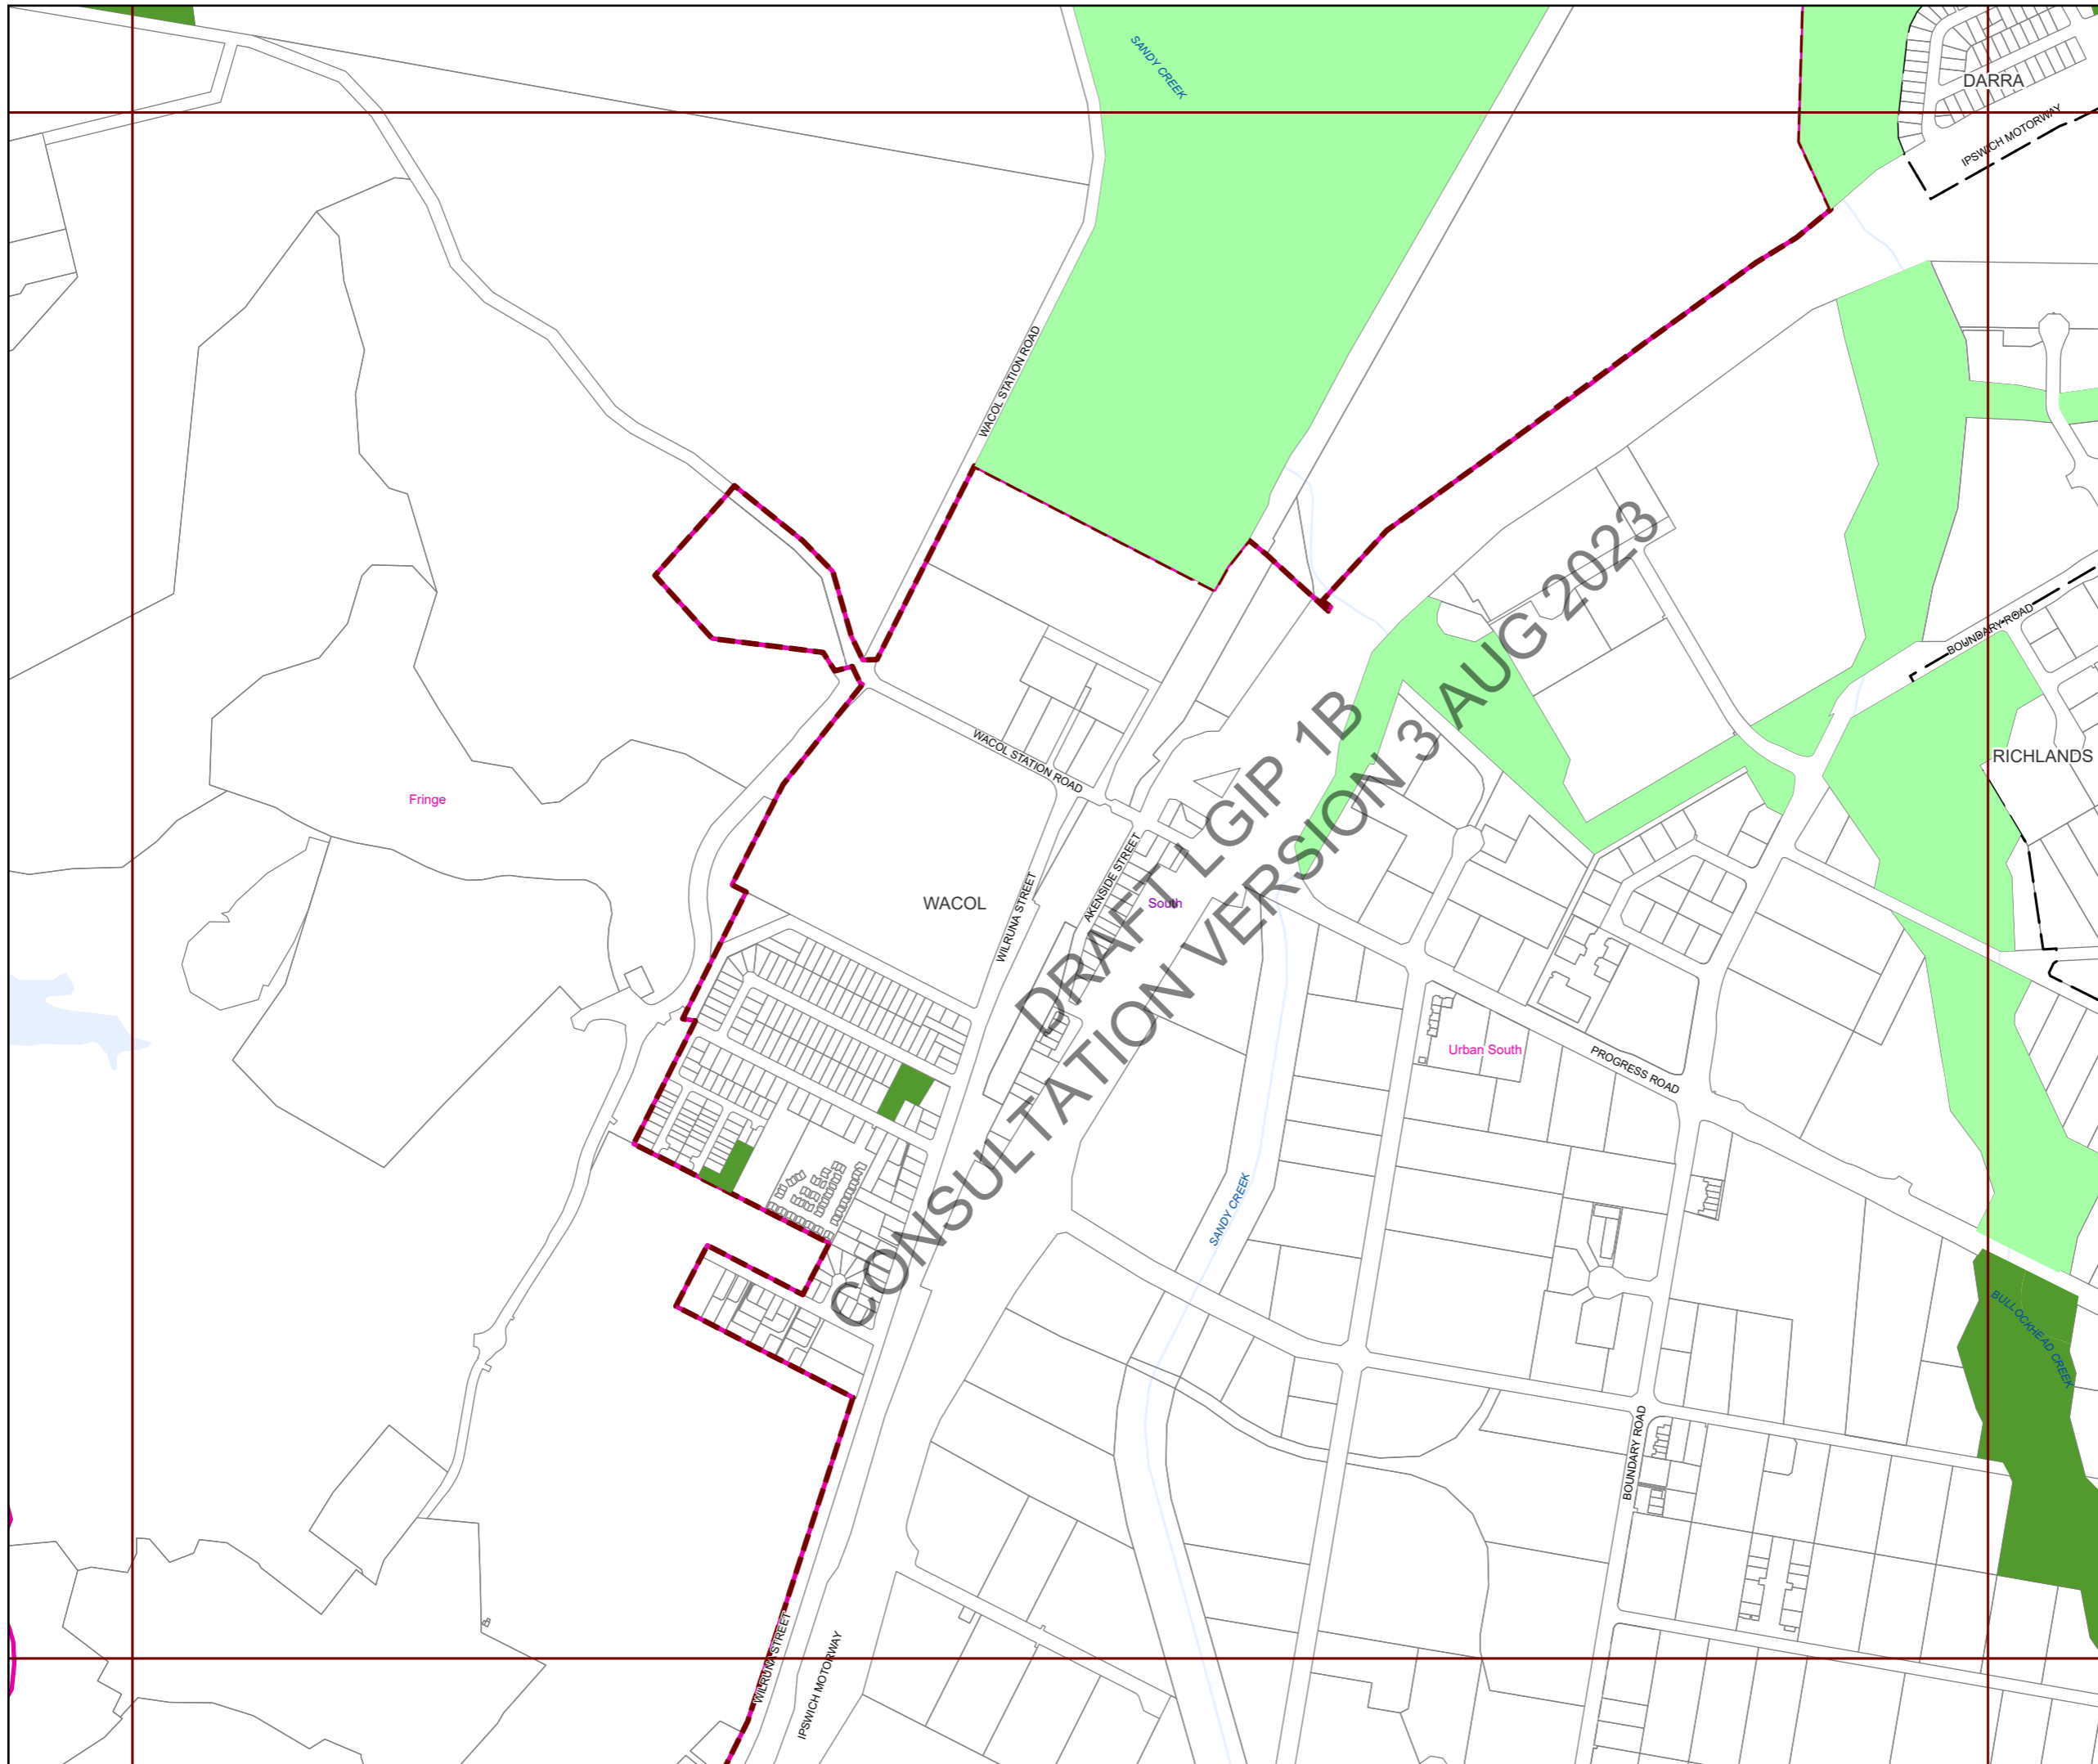 SANDY CREEK
DARRA
IPSWICH MOTORWAY
WACOL STATION ROAD
BOUNDARY ROAD
WACOL STATION ROAD
RICHLANDS
Fringe
AKENSIDE STREET
WACOL
South
WILRUNA STREET
DRAFT LGIP 1B
CONSULTATION VERSION 3 AUG 2023
Urban South
PROGRESS ROAD
SANDY CREEK
BULLOCKHEAD CREEK
BOUNDARY ROAD
WILRUNA STREET
IPSWICH MOTORWAY